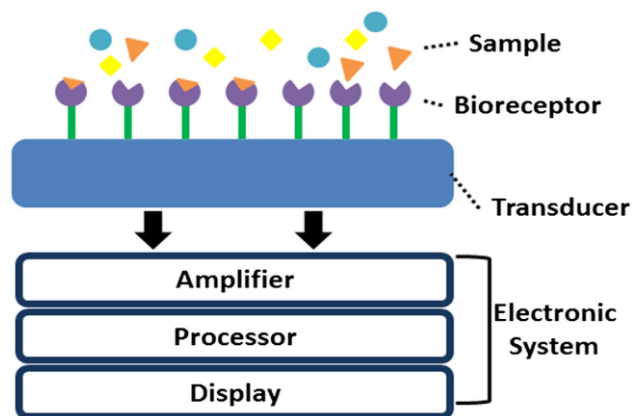 Sample
Bioreceptor
Transducer
Amplifier
Processor
Display
Electronic
System